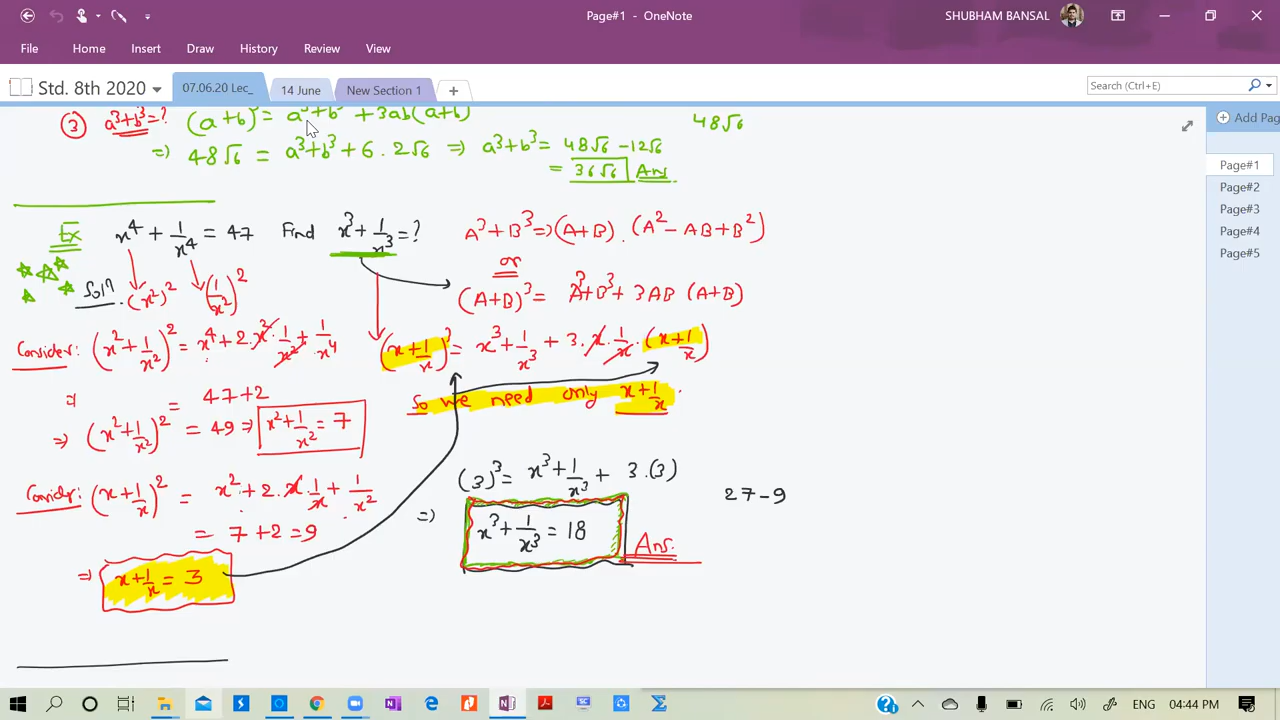 Page#1 - OneNote
SHUBHAM BANSAL
File Home Insert Draw History Review View
Std. 8th 2020
07.06.20 Lec_
14 June
New Section 1
Search (Ctrl+E)
Add Pag
Page#1
Page#2
Page#3
Page#4
Page#5
③ a³+b³=? (a+b)³ = a³+b³ + 3ab(a+b)
48√6
⇒ 48√6 = a³+b³ + 6 . 2√6 ⇒ a³+b³ = 48√6 - 12√6
= 36√6 Ans
Ex x⁴ + 1/x⁴ = 47 Find x³ + 1/x³ = ?
A³ + B³ ⇒ (A+B) . (A² - AB + B²)
or
(A+B)³ = A³+B³ + 3AB (A+B)
Solⁿ. (x²)² (1/x²)²
Consider: (x² + 1/x²)² = x⁴ + 2. x². 1/x² + 1/x⁴
(x+1/x)³ = x³ + 1/x³ + 3. x. 1/x . (x+1/x)
So we need only x+1/x.
⇒ = 47+2
⇒ (x² + 1/x²)² = 49 ⇒ x² + 1/x² = 7
Consider: (x + 1/x)² = x² + 2. x. 1/x + 1/x²
= 7 + 2 = 9
⇒ x + 1/x = 3
(3)³ = x³ + 1/x³ + 3.(3)
27 - 9
⇒ x³ + 1/x³ = 18 Ans.
ENG 04:44 PM